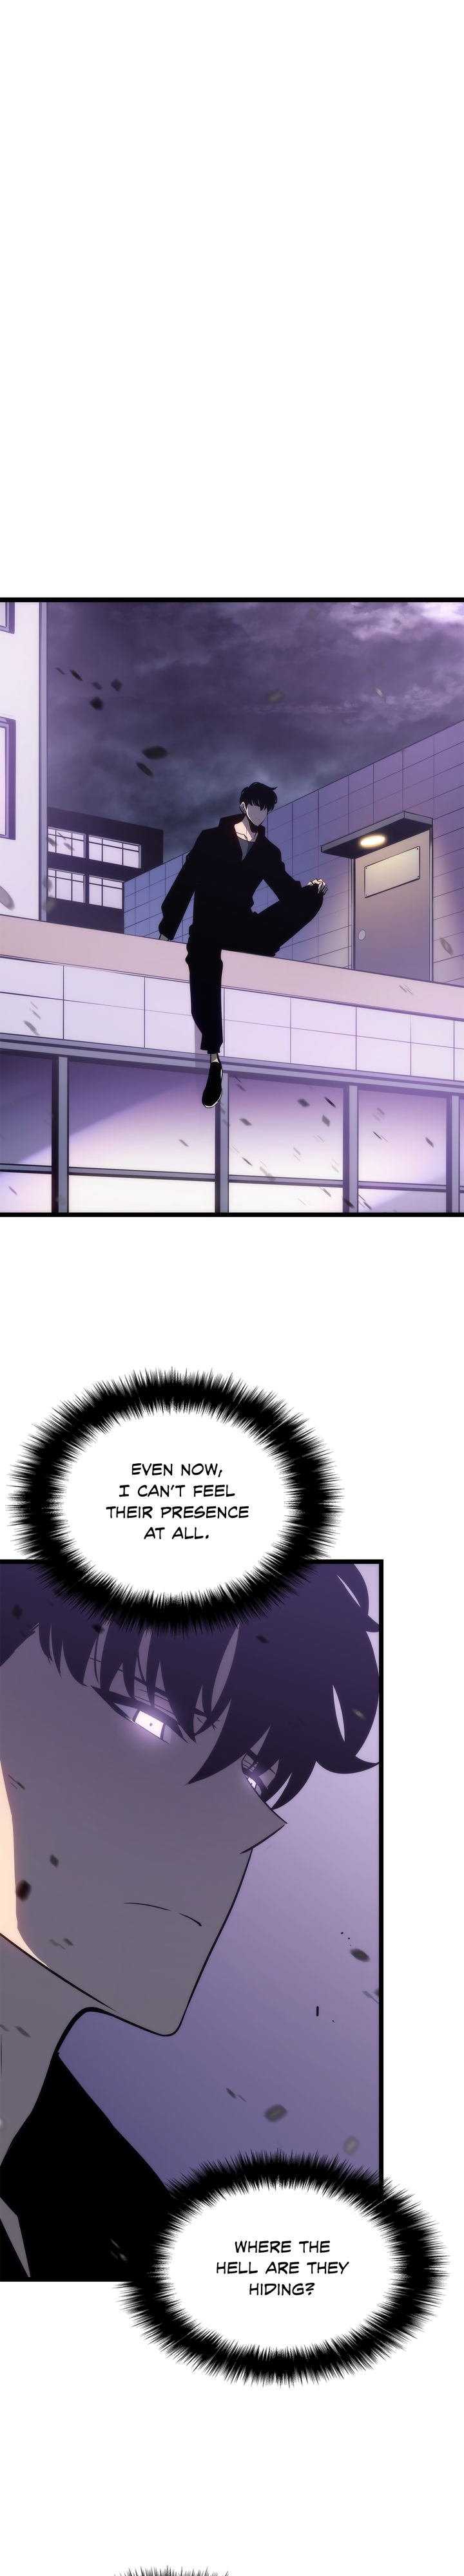 EVEN NOW,
I CAN'T FEEL
THEIR PRESENCE
AT ALL.
WHERE THE
HELL ARE THEY
HIDING?